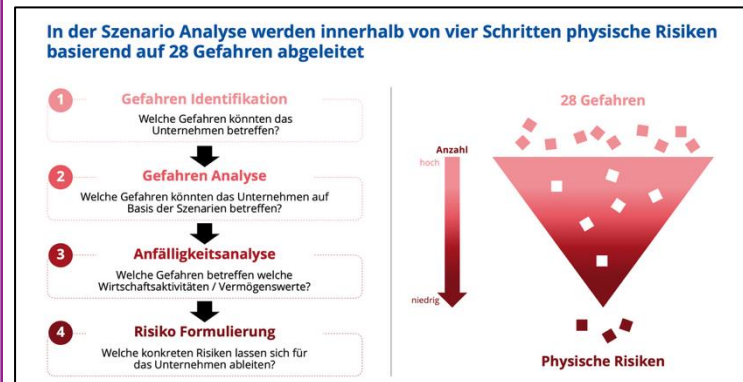 In der Szenario Analyse werden innerhalb von vier Schritten physische Risiken
basierend auf 28 Gefahren abgeleitet
1
Gefahren Identifikation
Welche Gefahren könnten das
Unternehmen betreffen?
2
Gefahren Analyse
Welche Gefahren könnten das Unternehmen auf
Basis der Szenarien betreffen?
3
Anfälligkeitsanalyse
Welche Gefahren betreffen welche
Wirtschaftsaktivitäten / Vermögenswerte?
4
Risiko Formulierung
Welche konkreten Risiken lassen sich für
das Unternehmen ableiten?
28 Gefahren
Anzahl
hoch
niedrig
Physische Risiken